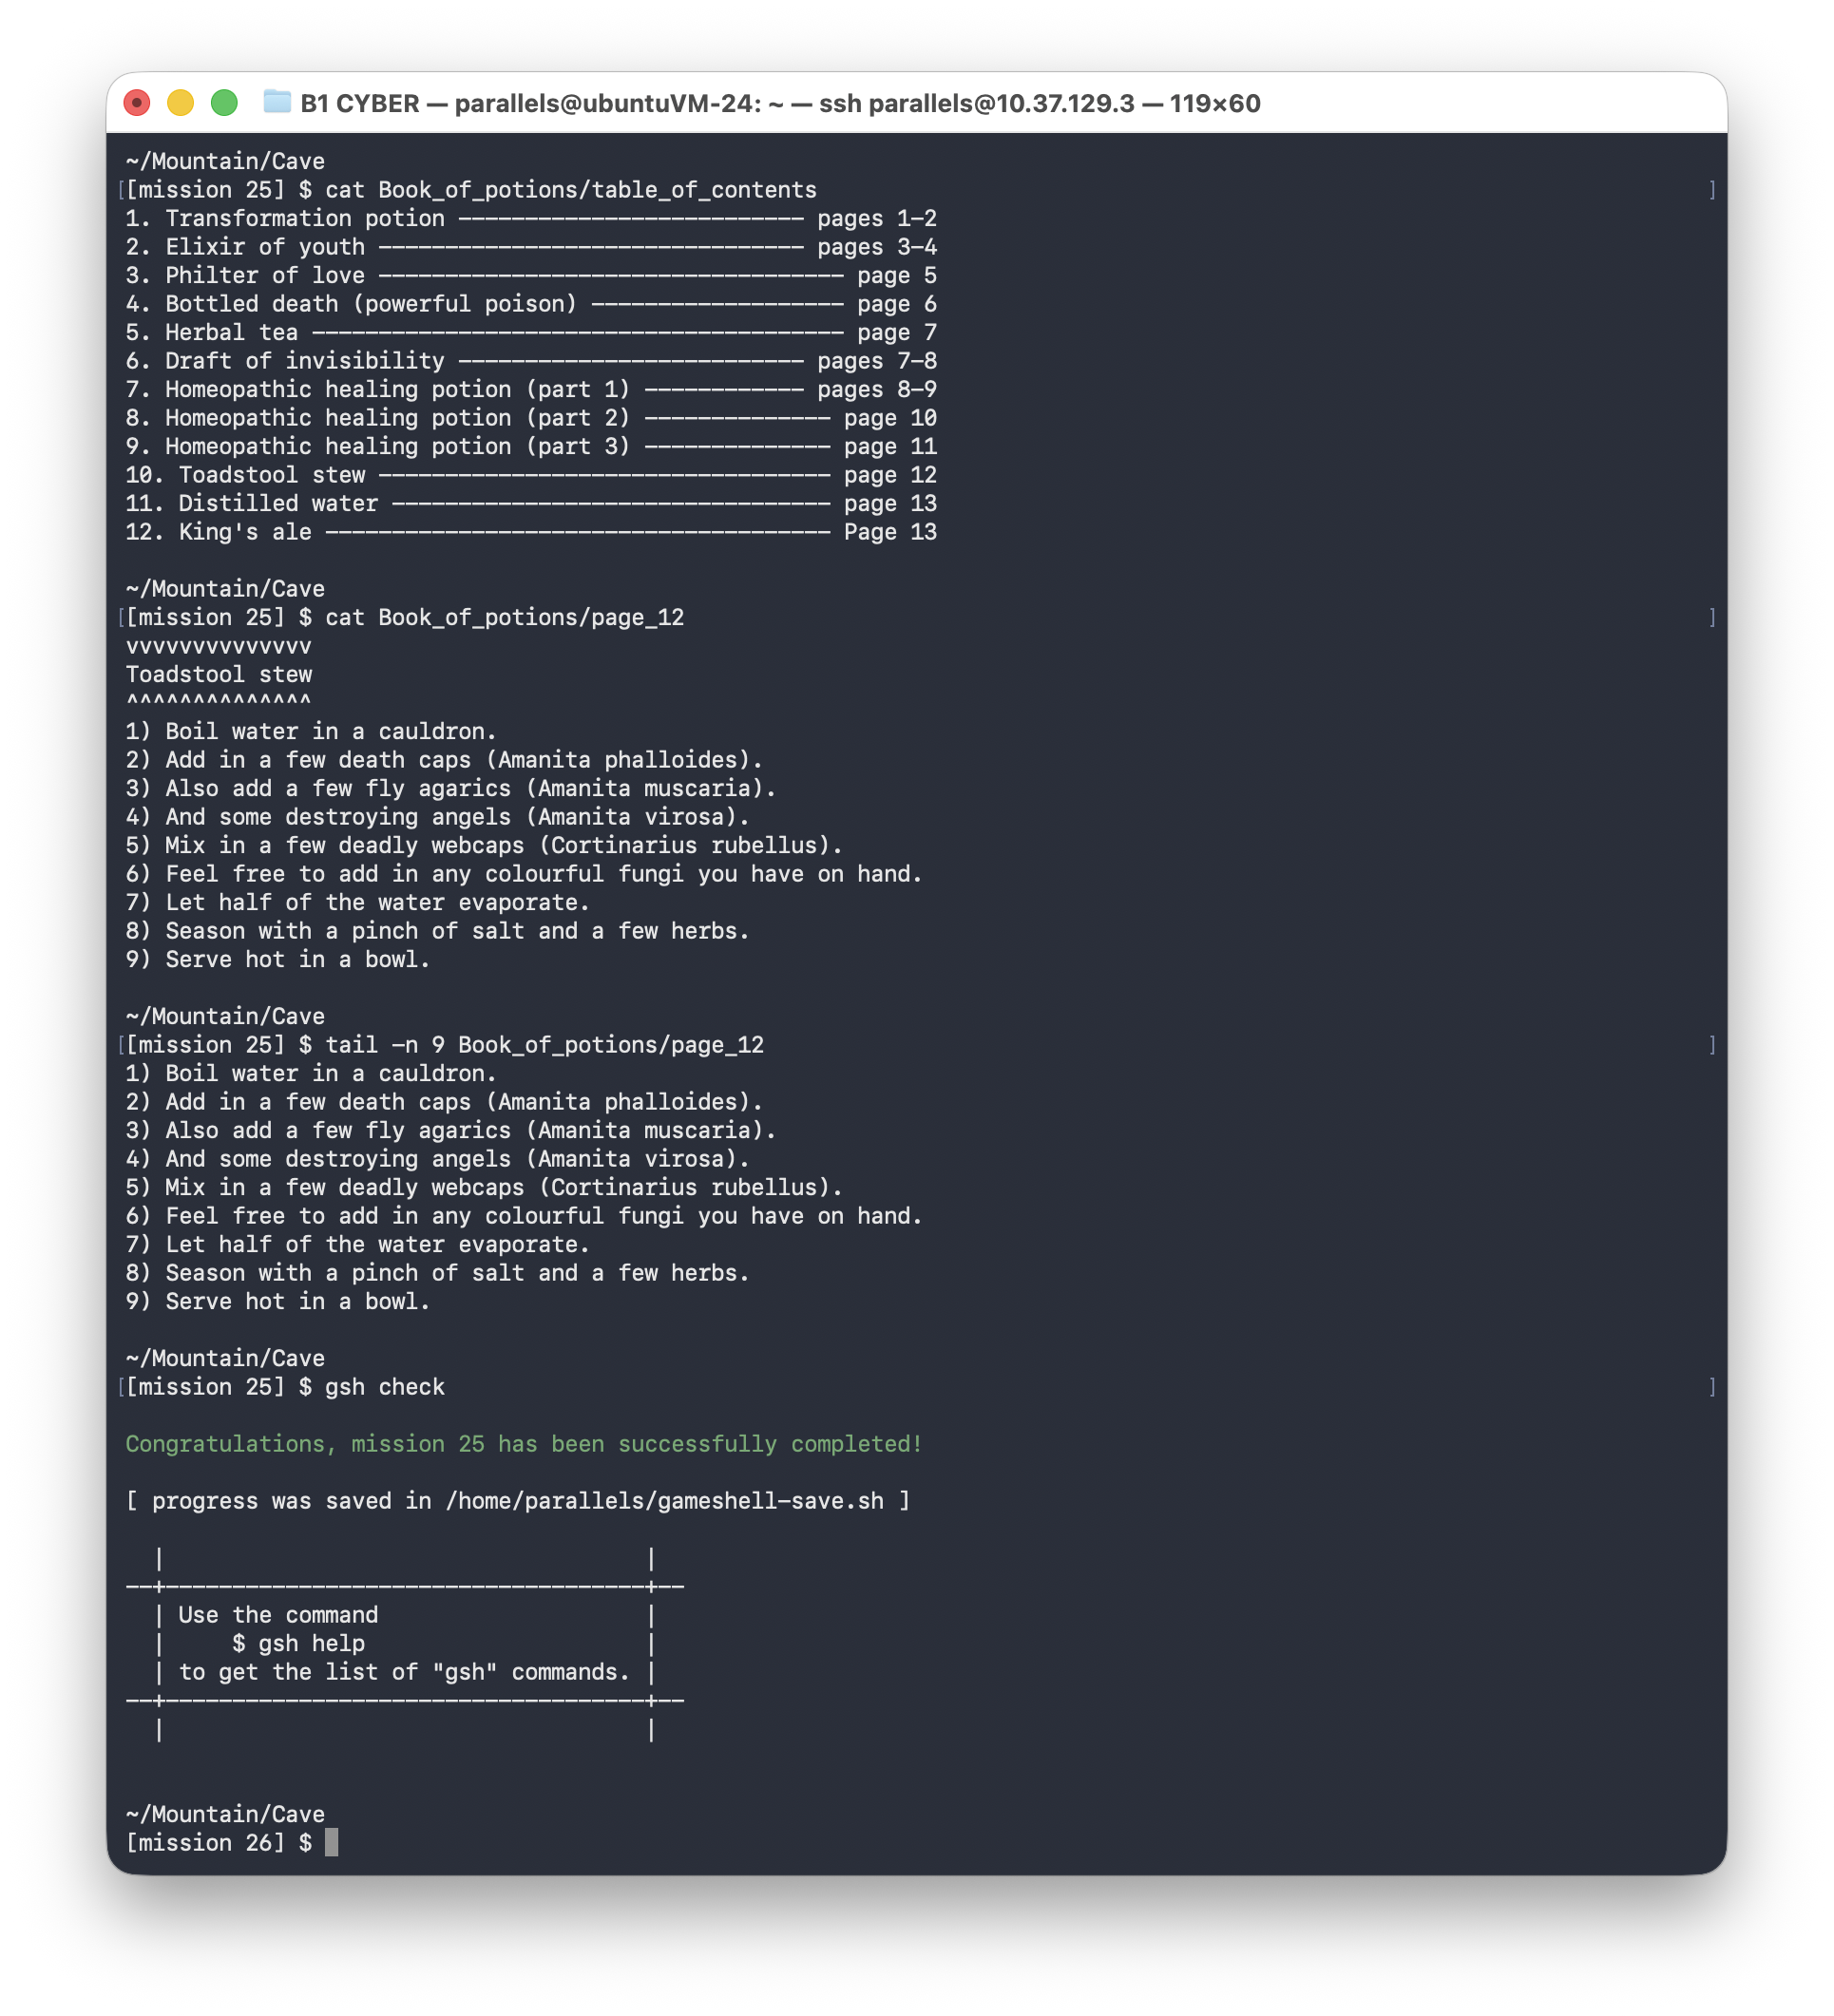 B1 CYBER — parallels@ubuntuVM-24: ~ — ssh parallels@10.37.129.3 — 119×60
~/Mountain/Cave
[[mission 25] $ cat Book_of_potions/table_of_contents ]
1. Transformation potion -------------------------- pages 1-2
2. Elixir of youth -------------------------------- pages 3-4
3. Philter of love ----------------------------------- page 5
4. Bottled death (powerful poison) ------------------- page 6
5. Herbal tea ---------------------------------------- page 7
6. Draft of invisibility -------------------------- pages 7-8
7. Homeopathic healing potion (part 1) ------------ pages 8-9
8. Homeopathic healing potion (part 2) -------------- page 10
9. Homeopathic healing potion (part 3) -------------- page 11
10. Toadstool stew ---------------------------------- page 12
11. Distilled water --------------------------------- page 13
12. King's ale -------------------------------------- Page 13
~/Mountain/Cave
[[mission 25] $ cat Book_of_potions/page_12 ]
vvvvvvvvvvvvvv
Toadstool stew
^^^^^^^^^^^^^^
1) Boil water in a cauldron.
2) Add in a few death caps (Amanita phalloides).
3) Also add a few fly agarics (Amanita muscaria).
4) And some destroying angels (Amanita virosa).
5) Mix in a few deadly webcaps (Cortinarius rubellus).
6) Feel free to add in any colourful fungi you have on hand.
7) Let half of the water evaporate.
8) Season with a pinch of salt and a few herbs.
9) Serve hot in a bowl.
~/Mountain/Cave
[[mission 25] $ tail -n 9 Book_of_potions/page_12 ]
1) Boil water in a cauldron.
2) Add in a few death caps (Amanita phalloides).
3) Also add a few fly agarics (Amanita muscaria).
4) And some destroying angels (Amanita virosa).
5) Mix in a few deadly webcaps (Cortinarius rubellus).
6) Feel free to add in any colourful fungi you have on hand.
7) Let half of the water evaporate.
8) Season with a pinch of salt and a few herbs.
9) Serve hot in a bowl.
~/Mountain/Cave
[[mission 25] $ gsh check ]
Congratulations, mission 25 has been successfully completed!
[ progress was saved in /home/parallels/gameshell-save.sh ]
| |
--+------------------------------------+--
| Use the command |
| $ gsh help |
| to get the list of "gsh" commands. |
--+------------------------------------+--
| |
~/Mountain/Cave
[mission 26] $